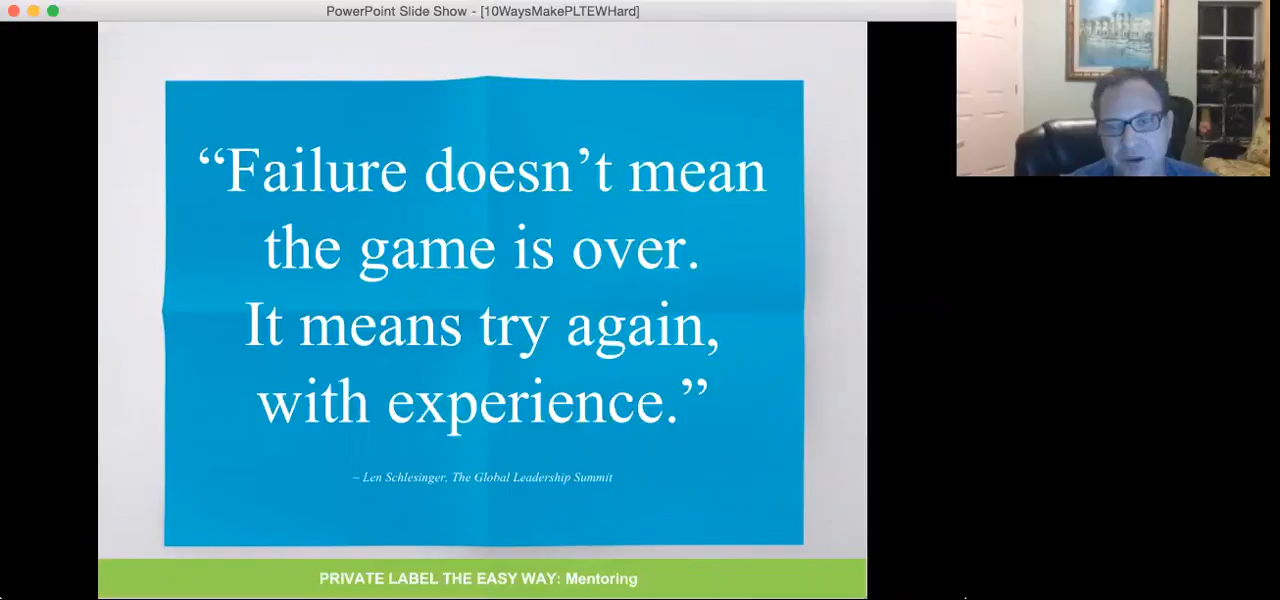 PowerPoint Slide Show - [10WaysMakePLTEWHard]
“Failure doesn’t mean
the game is over.
It means try again,
with experience.”
~ Len Schlesinger, The Global Leadership Summit
PRIVATE LABEL THE EASY WAY: Mentoring